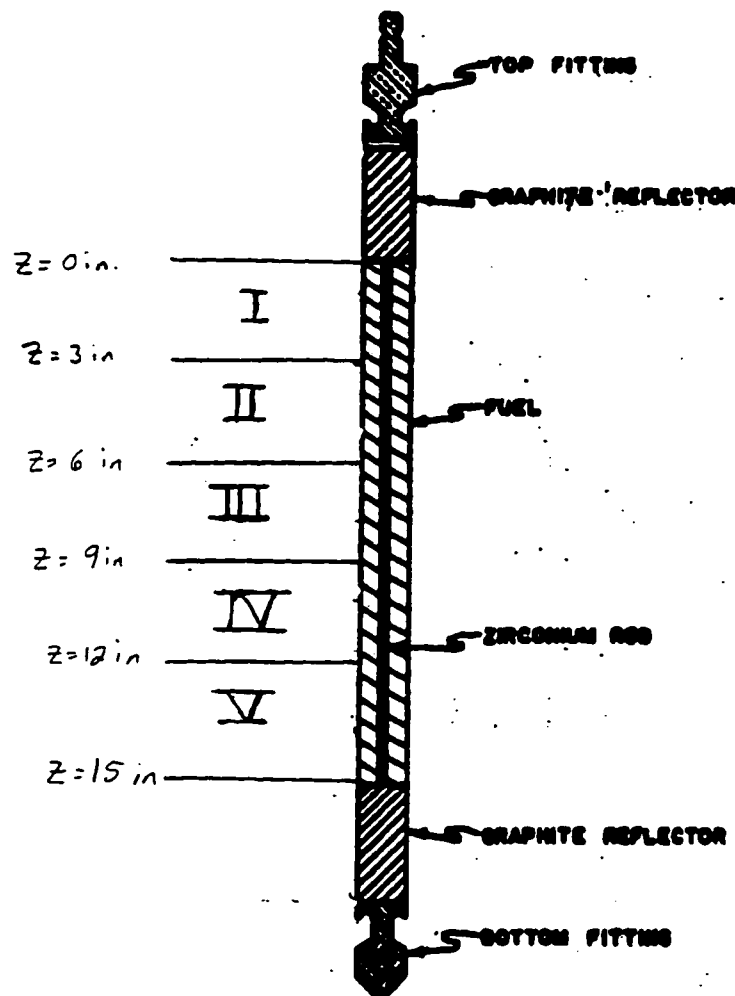 TOP FITTING
GRAPHITE REFLECTOR
Z = 0 in.
I
Z = 3 in
II
FUEL
Z = 6 in
III
Z = 9 in
IV
ZIRCONIUM ROD
Z = 12 in
V
Z = 15 in
GRAPHITE REFLECTOR
BOTTOM FITTING